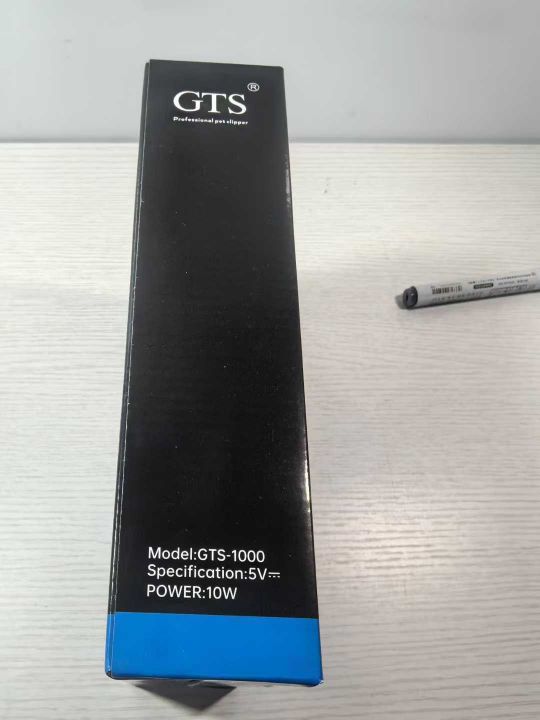 GTS®
Professional pet clipper
Model:GTS-1000
Specification:5V⎓
POWER:10W